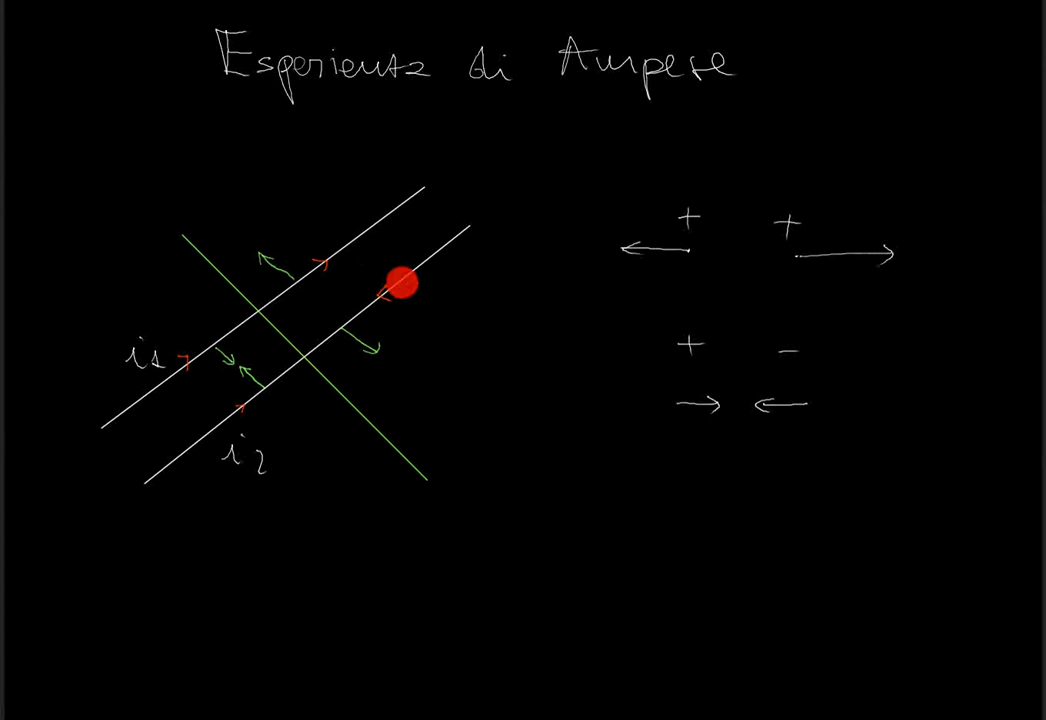 Esperienza di Ampere
+ +
i1
+ -
i2